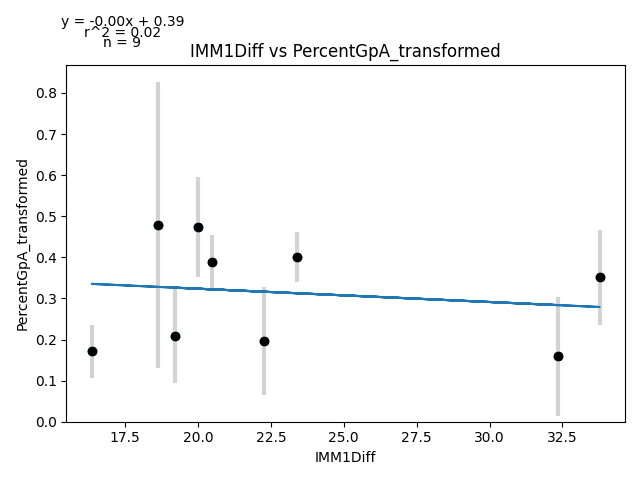 y = -0.00x + 0.39
r^2 = 0.02
n = 9
IMM1Diff vs PercentGpA_transformed
PercentGpA_transformed
0.8
0.7
0.6
0.5
0.4
0.3
0.2
0.1
0.0
17.5 20.0 22.5 25.0 27.5 30.0 32.5
IMM1Diff